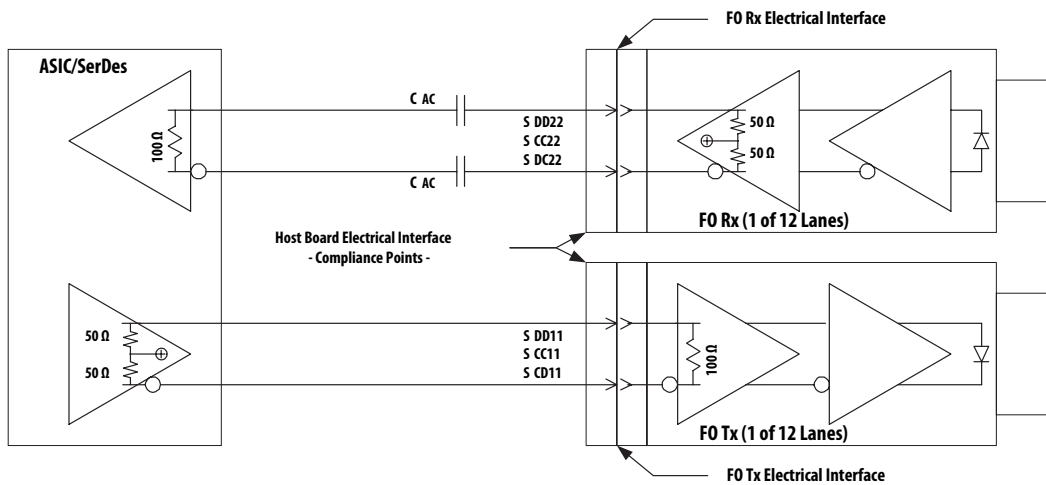 FO Rx Electrical Interface
ASIC/SerDes
100 Ω
C AC
C AC
S DD22
S CC22
S DC22
50 Ω
50 Ω
FO Rx (1 of 12 Lanes)
Host Board Electrical Interface
- Compliance Points -
50 Ω
50 Ω
S DD11
S CC11
S CD11
100 Ω
FO Tx (1 of 12 Lanes)
FO Tx Electrical Interface